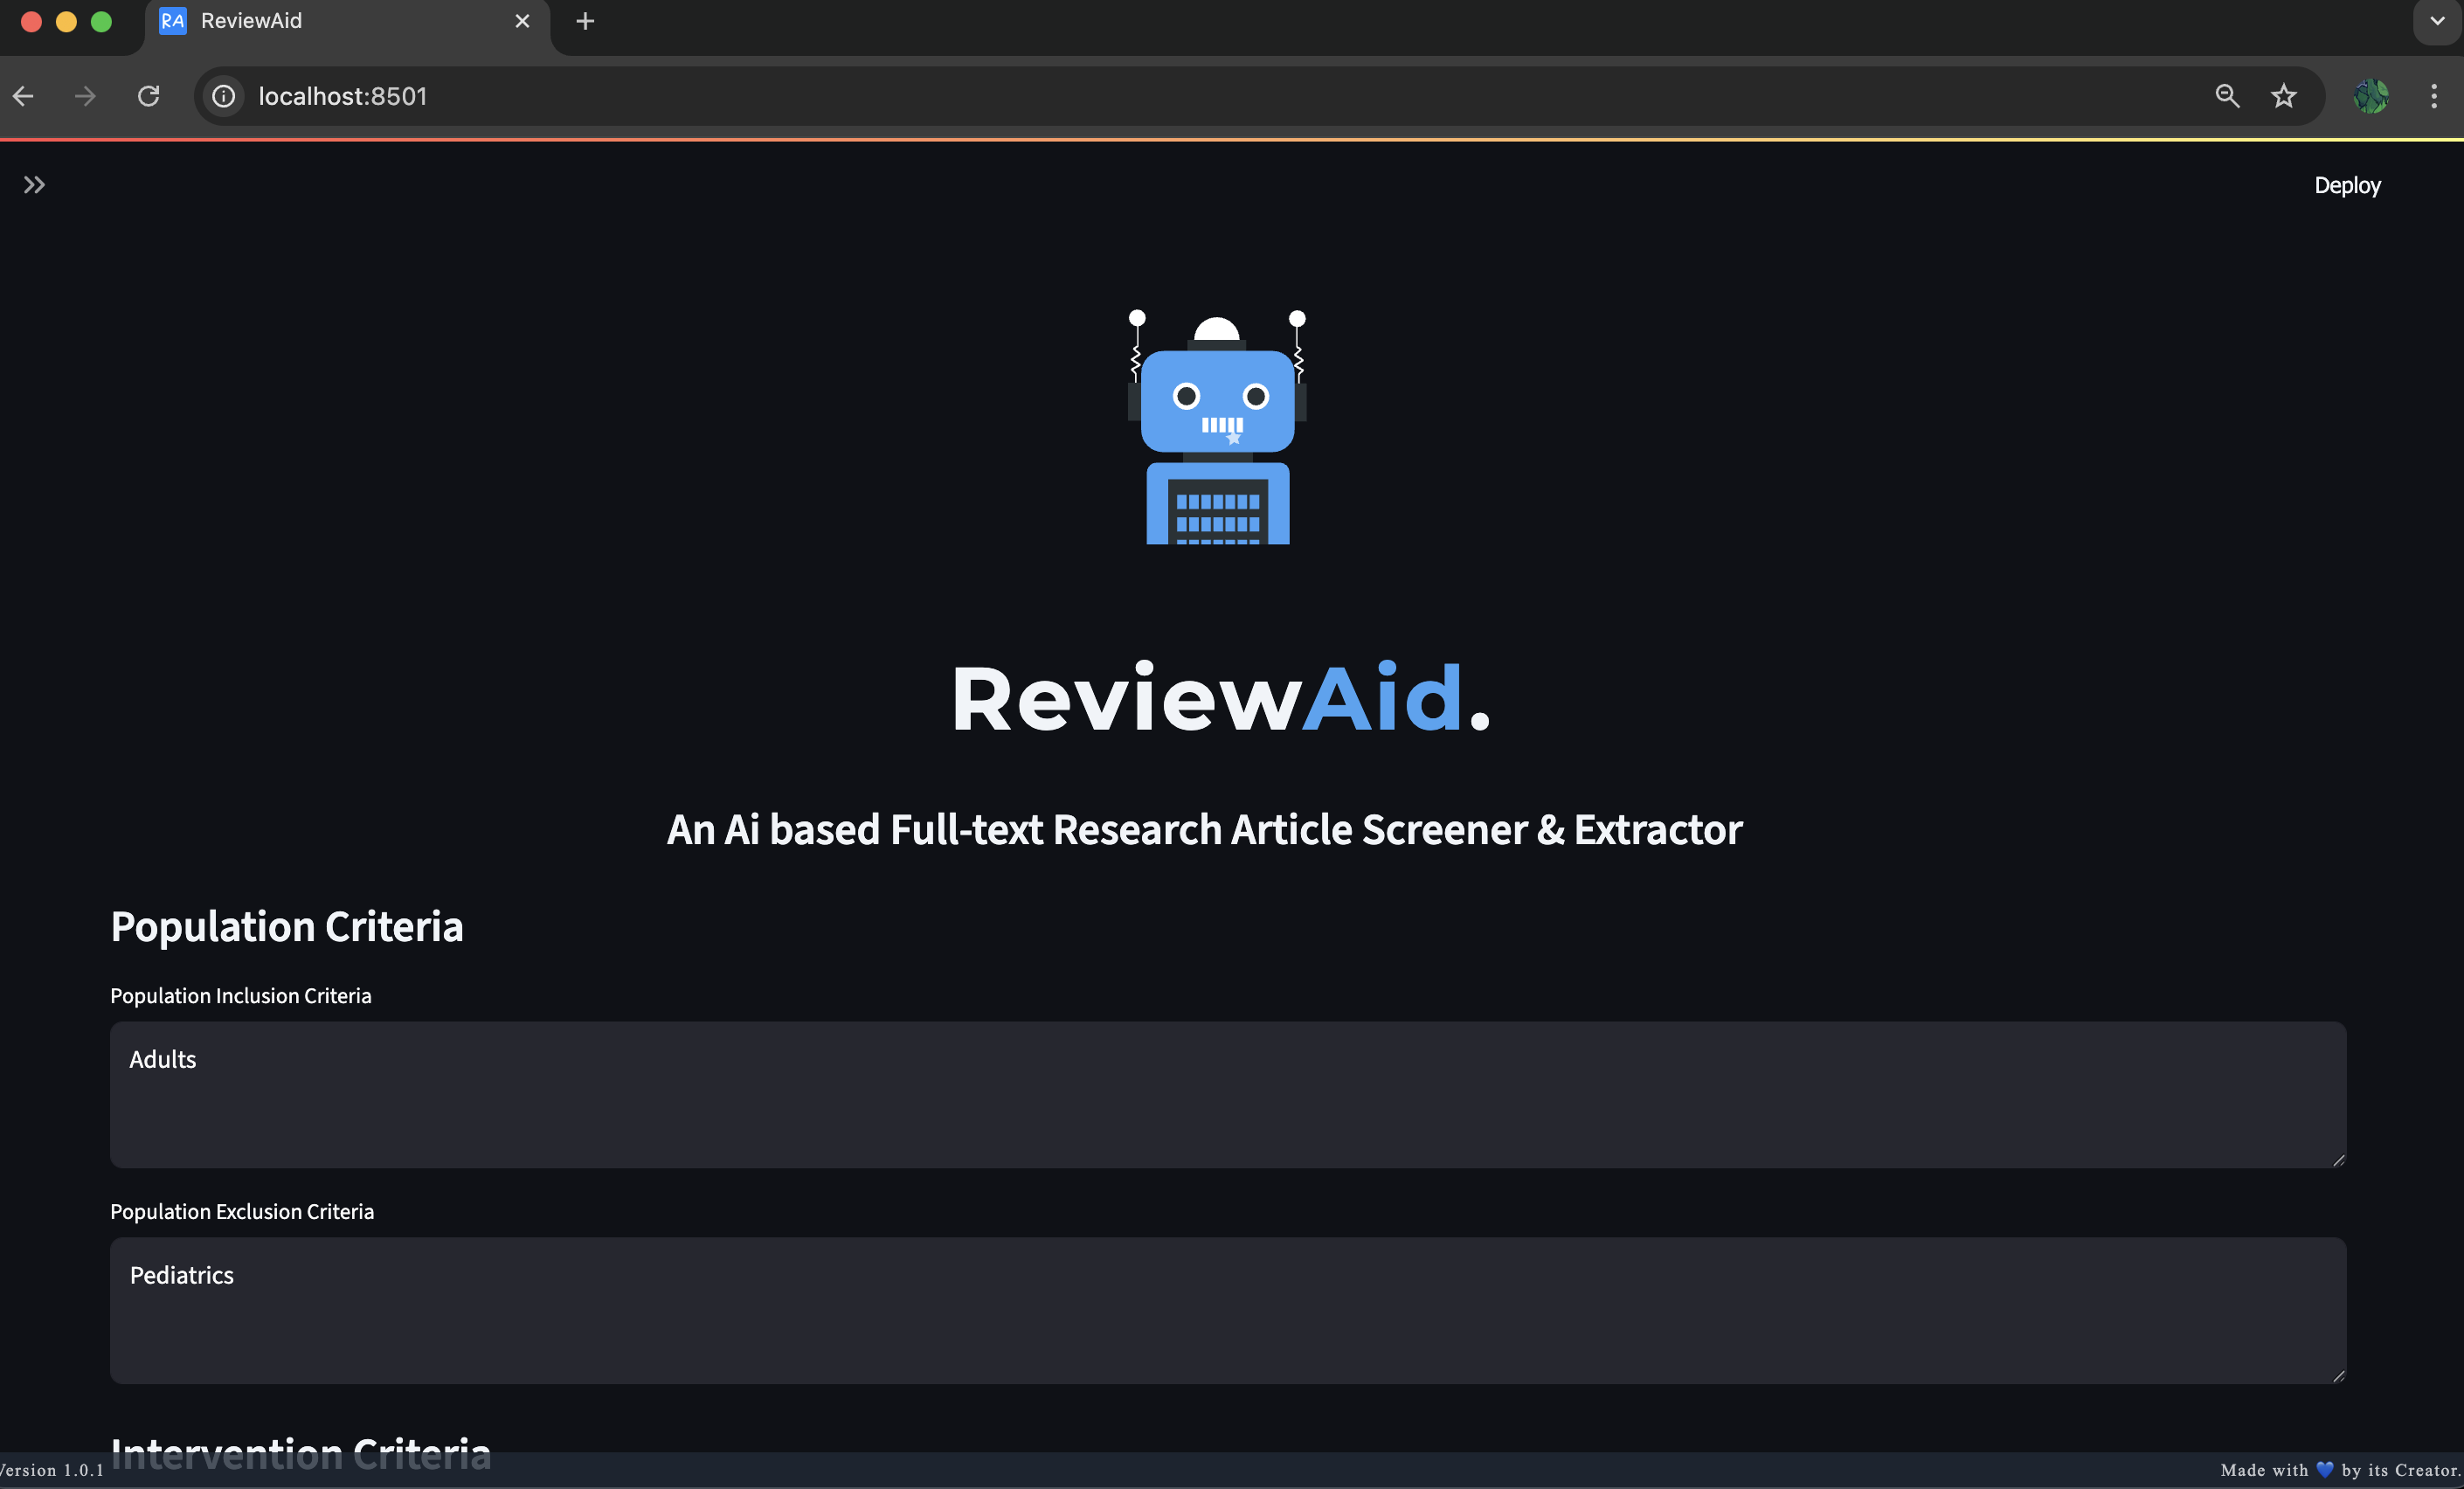 RA ReviewAid
localhost:8501
Deploy
ReviewAid.
An Ai based Full-text Research Article Screener & Extractor
Population Criteria
Population Inclusion Criteria
Adults
Population Exclusion Criteria
Pediatrics
Intervention Criteria
Version 1.0.1
Made with 💙 by its Creator.